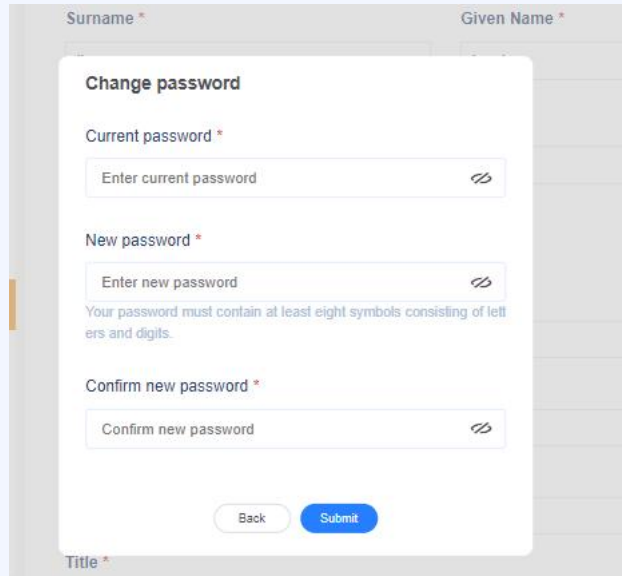 Surname *
Given Name *
Change password
Current password *
Enter current password
New password *
Enter new password
Your password must contain at least eight symbols consisting of lett
ers and digits.
Confirm new password *
Confirm new password
Back
Submit
Title *